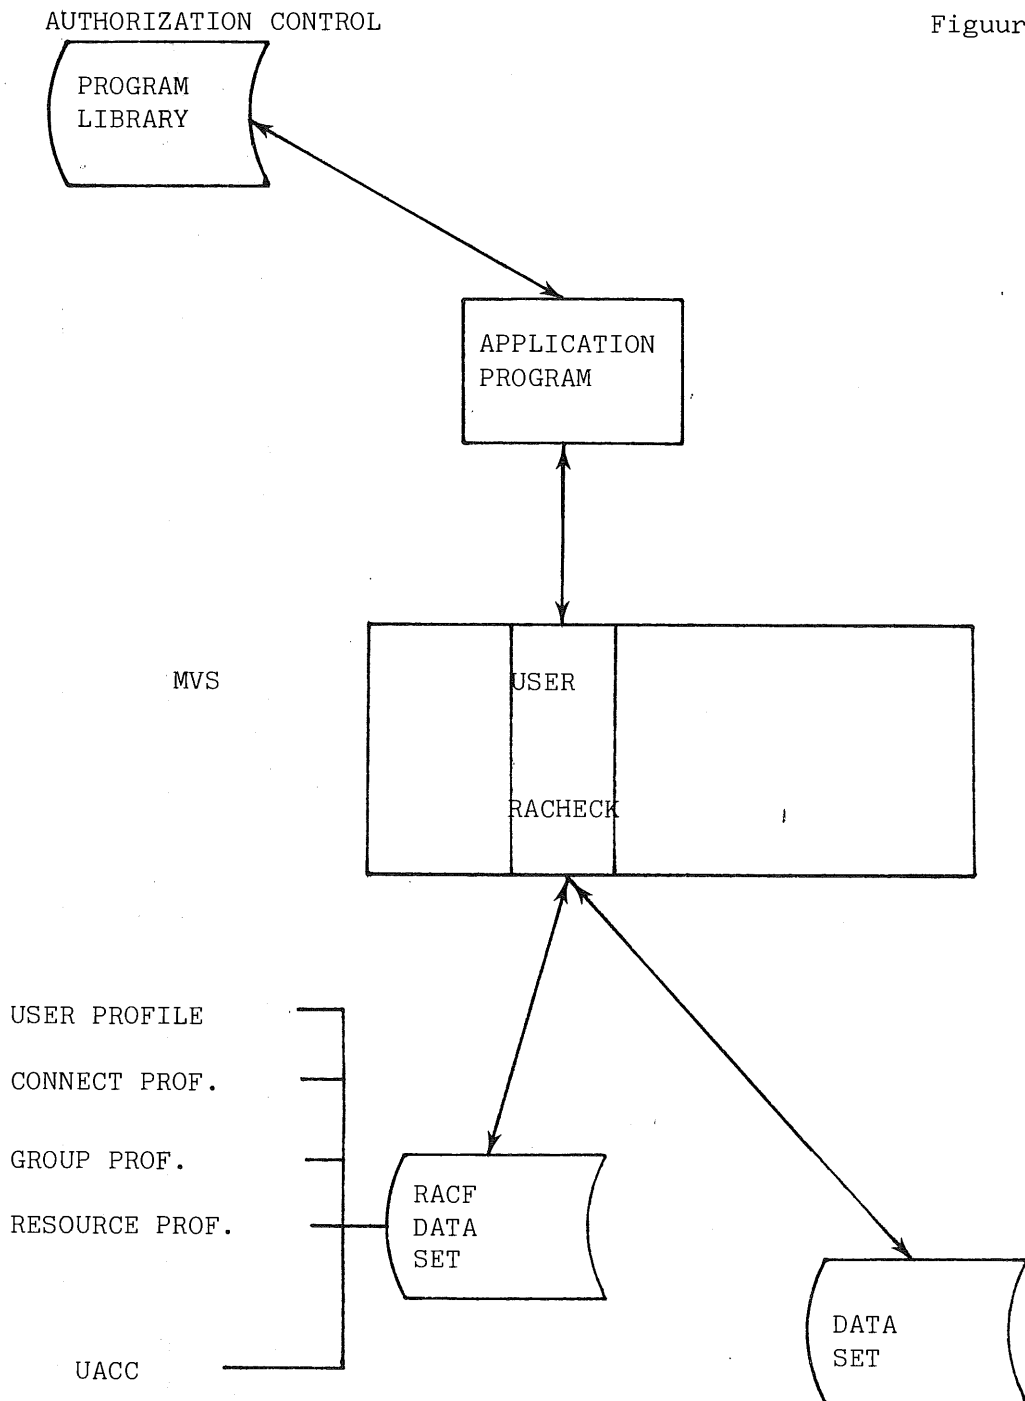 AUTHORIZATION CONTROL
Figuur
PROGRAM
LIBRARY
APPLICATION
PROGRAM
MVS
USER
RACHECK
USER PROFILE
CONNECT PROF.
GROUP PROF.
RESOURCE PROF.
UACC
RACF
DATA
SET
DATA
SET